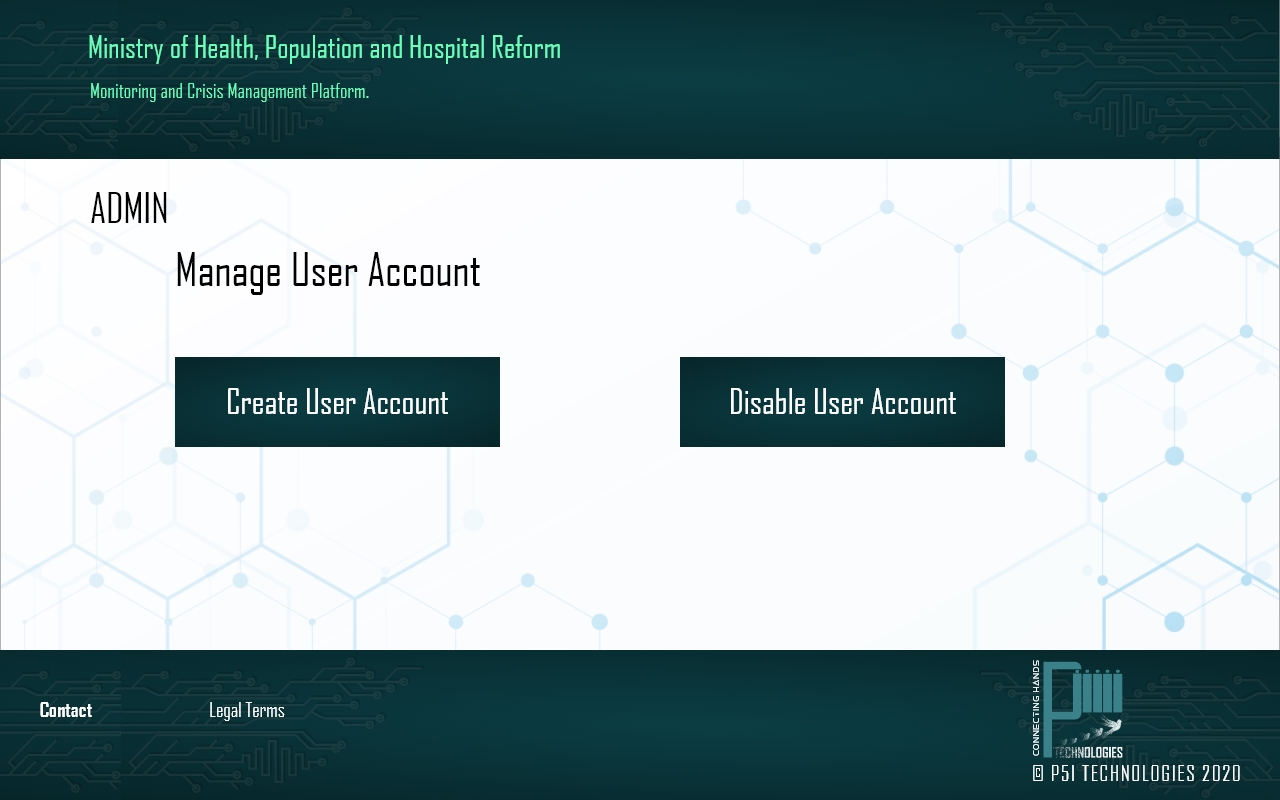 Ministry of Health, Population and Hospital Reform
Monitoring and Crisis Management Platform.
ADMIN
Manage User Account
Create User Account
Disable User Account
Contact
Legal Terms
CONNECTING HANDS
TECHNOLOGIES
© P5I TECHNOLOGIES 2020